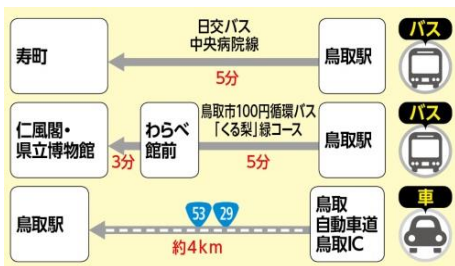 日交バス
中央病院線
寿町
5分
鳥取駅
バス
仁風閣・
県立博物館
3分
わらべ
館前
鳥取市100円循環バス
「くる梨」緑コース
5分
鳥取駅
バス
鳥取駅
53 29
約4km
鳥取
自動車道
鳥取IC
車